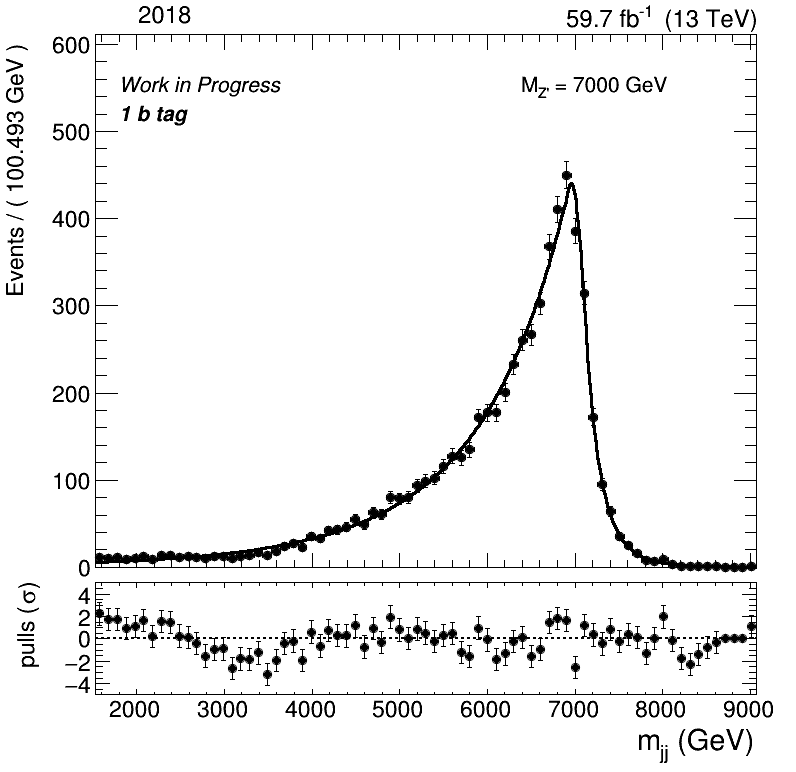 2018 59.7 fb⁻¹ (13 TeV)
Events / ( 100.493 GeV )
600
500
400
300
200
100
0
Work in Progress
1 b tag
M_Z' = 7000 GeV
pulls (σ)
4
2
0
−2
−4
2000 3000 4000 5000 6000 7000 8000 9000
m_jj (GeV)